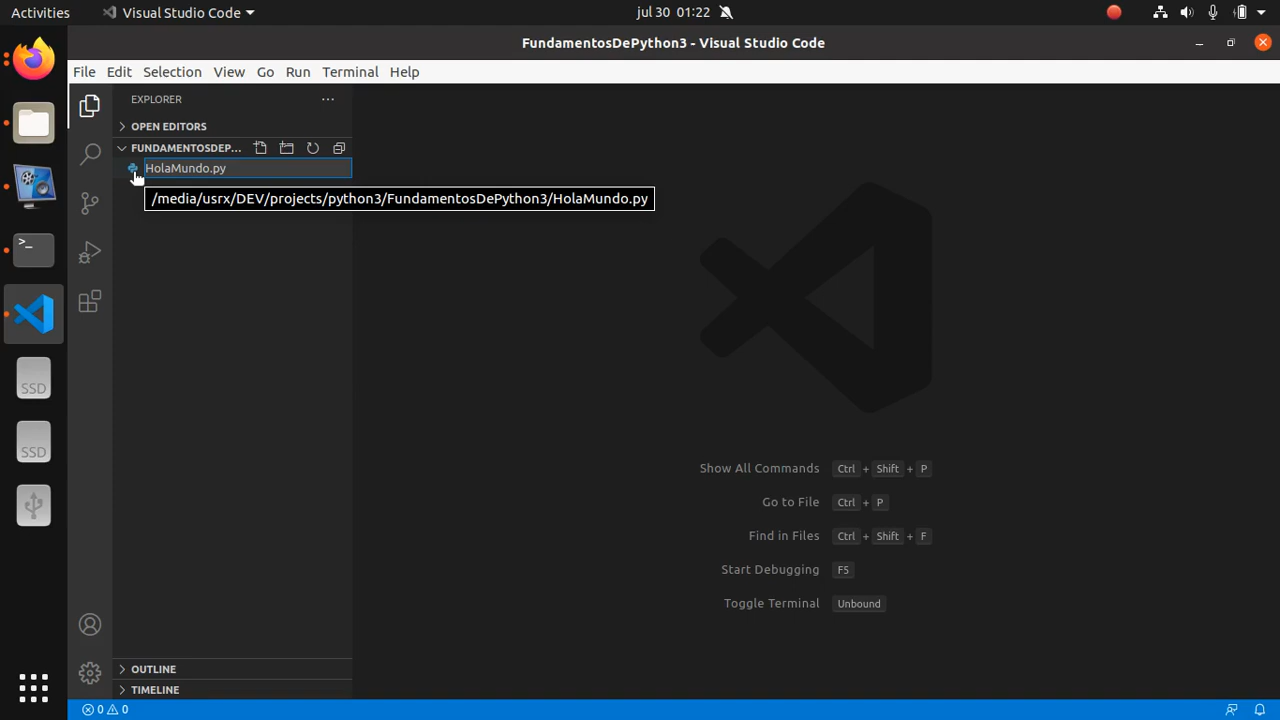 Activities Visual Studio Code jul 30 01:22
FundamentosDePython3 - Visual Studio Code
File Edit Selection View Go Run Terminal Help
EXPLORER
OPEN EDITORS
FUNDAMENTOSDEP...
HolaMundo.py
/media/usrx/DEV/projects/python3/FundamentosDePython3/HolaMundo.py
>_
SSD
SSD
Show All Commands Ctrl + Shift + P
Go to File Ctrl + P
Find in Files Ctrl + Shift + F
Start Debugging F5
Toggle Terminal Unbound
OUTLINE
TIMELINE
0 0